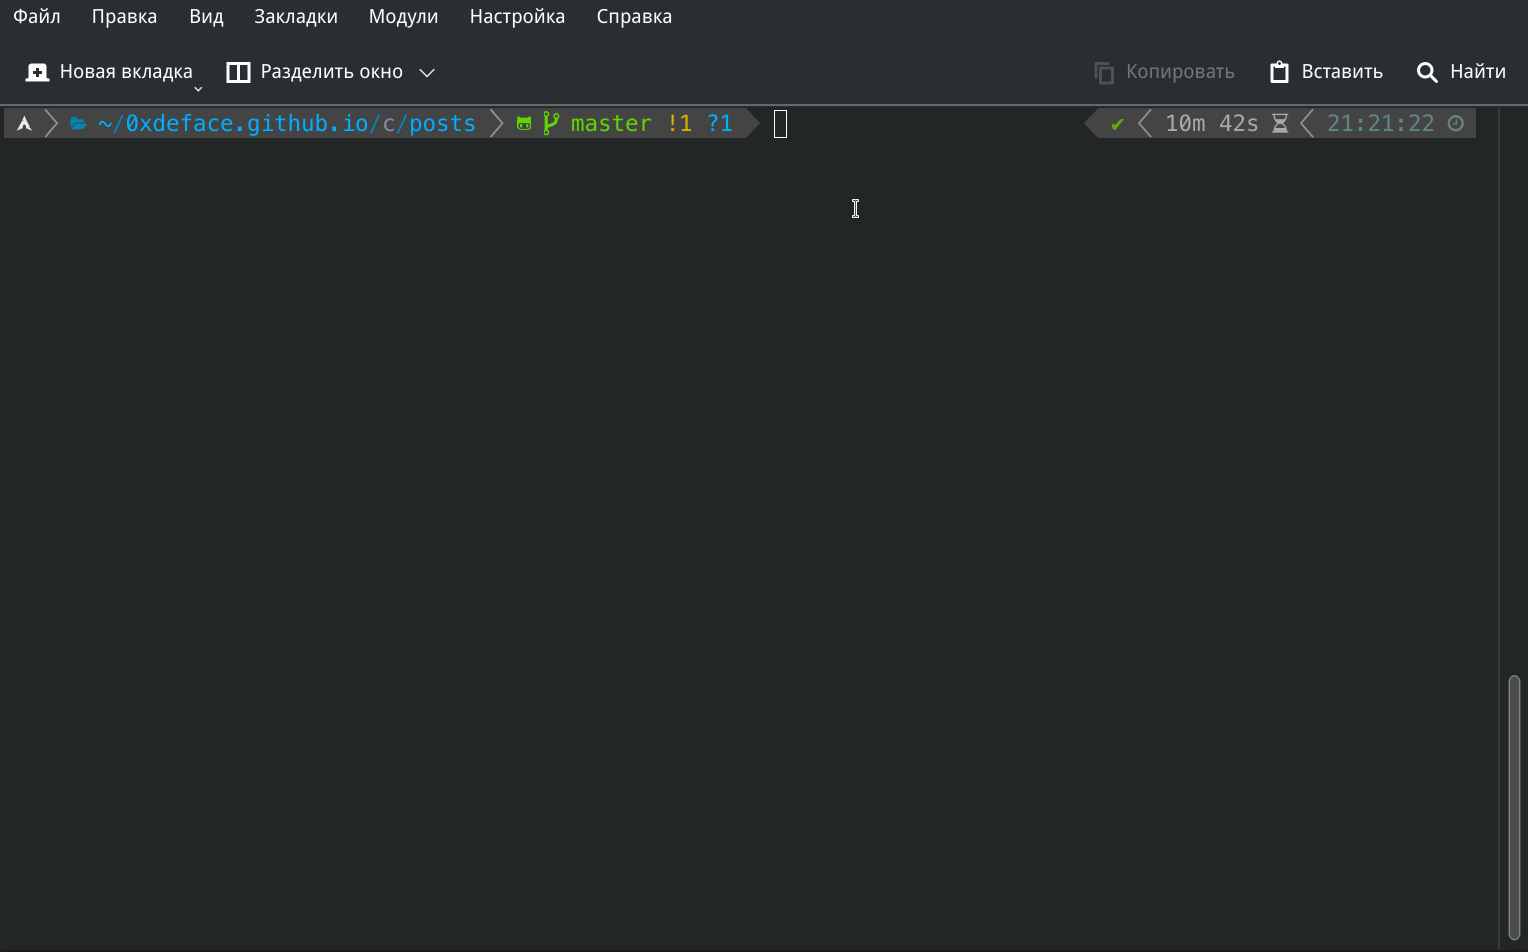 Файл Правка Вид Закладки Модули Настройка Справка
Новая вкладка Разделить окно Копировать Вставить Найти
~/0xdeface.github.io/c/posts master !1 ?1 ✔ 10m 42s 21:21:22